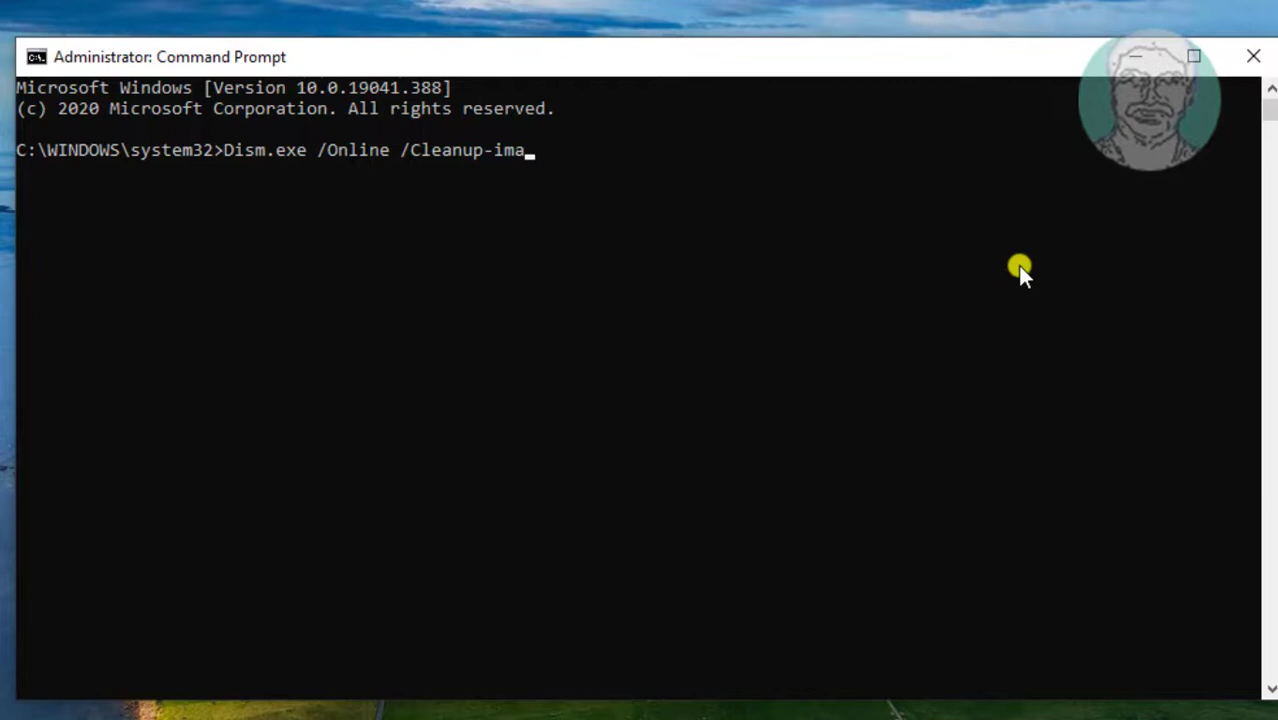 Administrator: Command Prompt
Microsoft Windows [Version 10.0.19041.388]
(c) 2020 Microsoft Corporation. All rights reserved.
C:\WINDOWS\system32>Dism.exe /Online /Cleanup-ima